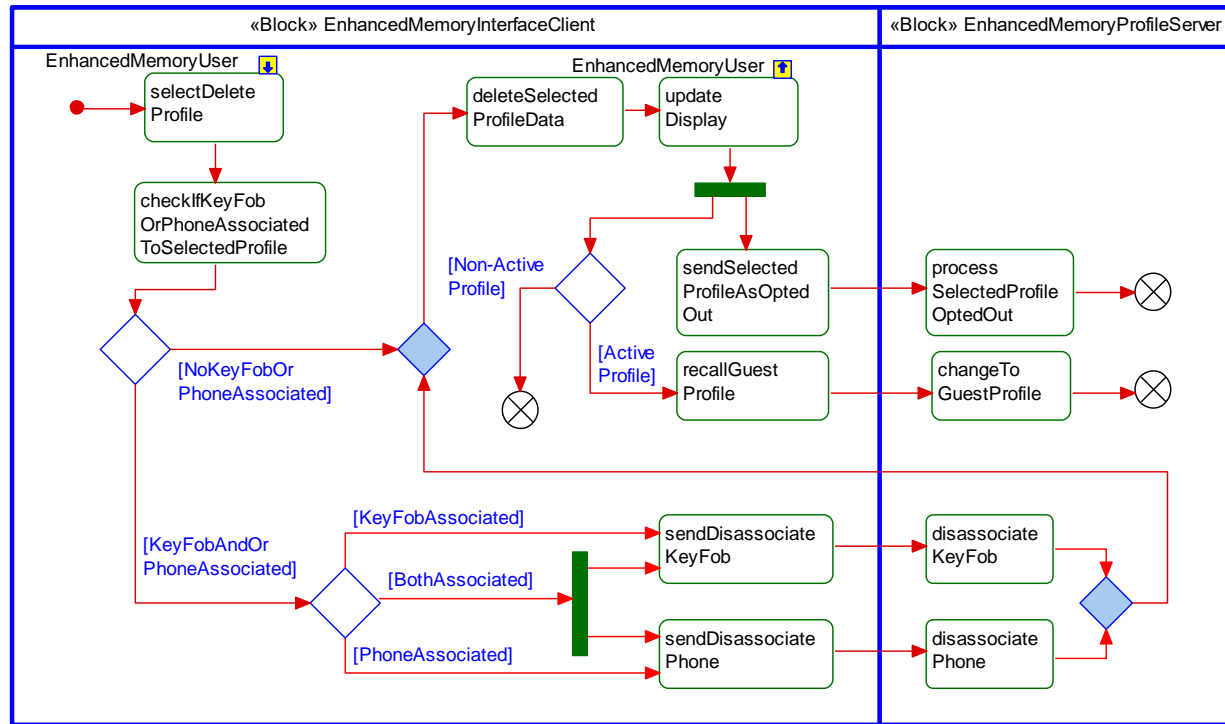 «Block» EnhancedMemoryInterfaceClient
«Block» EnhancedMemoryProfileServer
EnhancedMemoryUser
selectDelete
Profile
checkIfKeyFob
OrPhoneAssociated
ToSelectedProfile
[NoKeyFobOr
PhoneAssociated]
deleteSelected
ProfileData
EnhancedMemoryUser
update
Display
[Non-Active
Profile]
[Active
Profile]
sendSelected
ProfileAsOpted
Out
process
SelectedProfile
OptedOut
recallGuest
Profile
changeTo
GuestProfile
[KeyFobAndOr
PhoneAssociated]
[KeyFobAssociated]
[BothAssociated]
[PhoneAssociated]
sendDisassociate
KeyFob
disassociate
KeyFob
sendDisassociate
Phone
disassociate
Phone